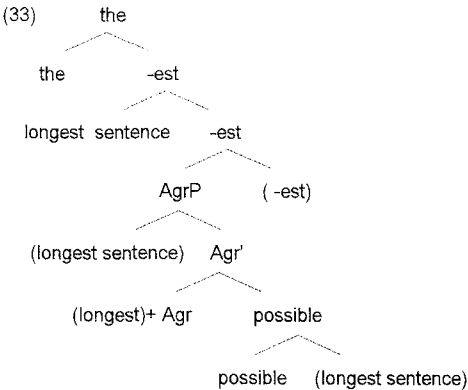 (33) the
the -est
longest sentence -est
AgrP ( -est)
(longest sentence) Agr'
(longest)+ Agr possible
possible (longest sentence)